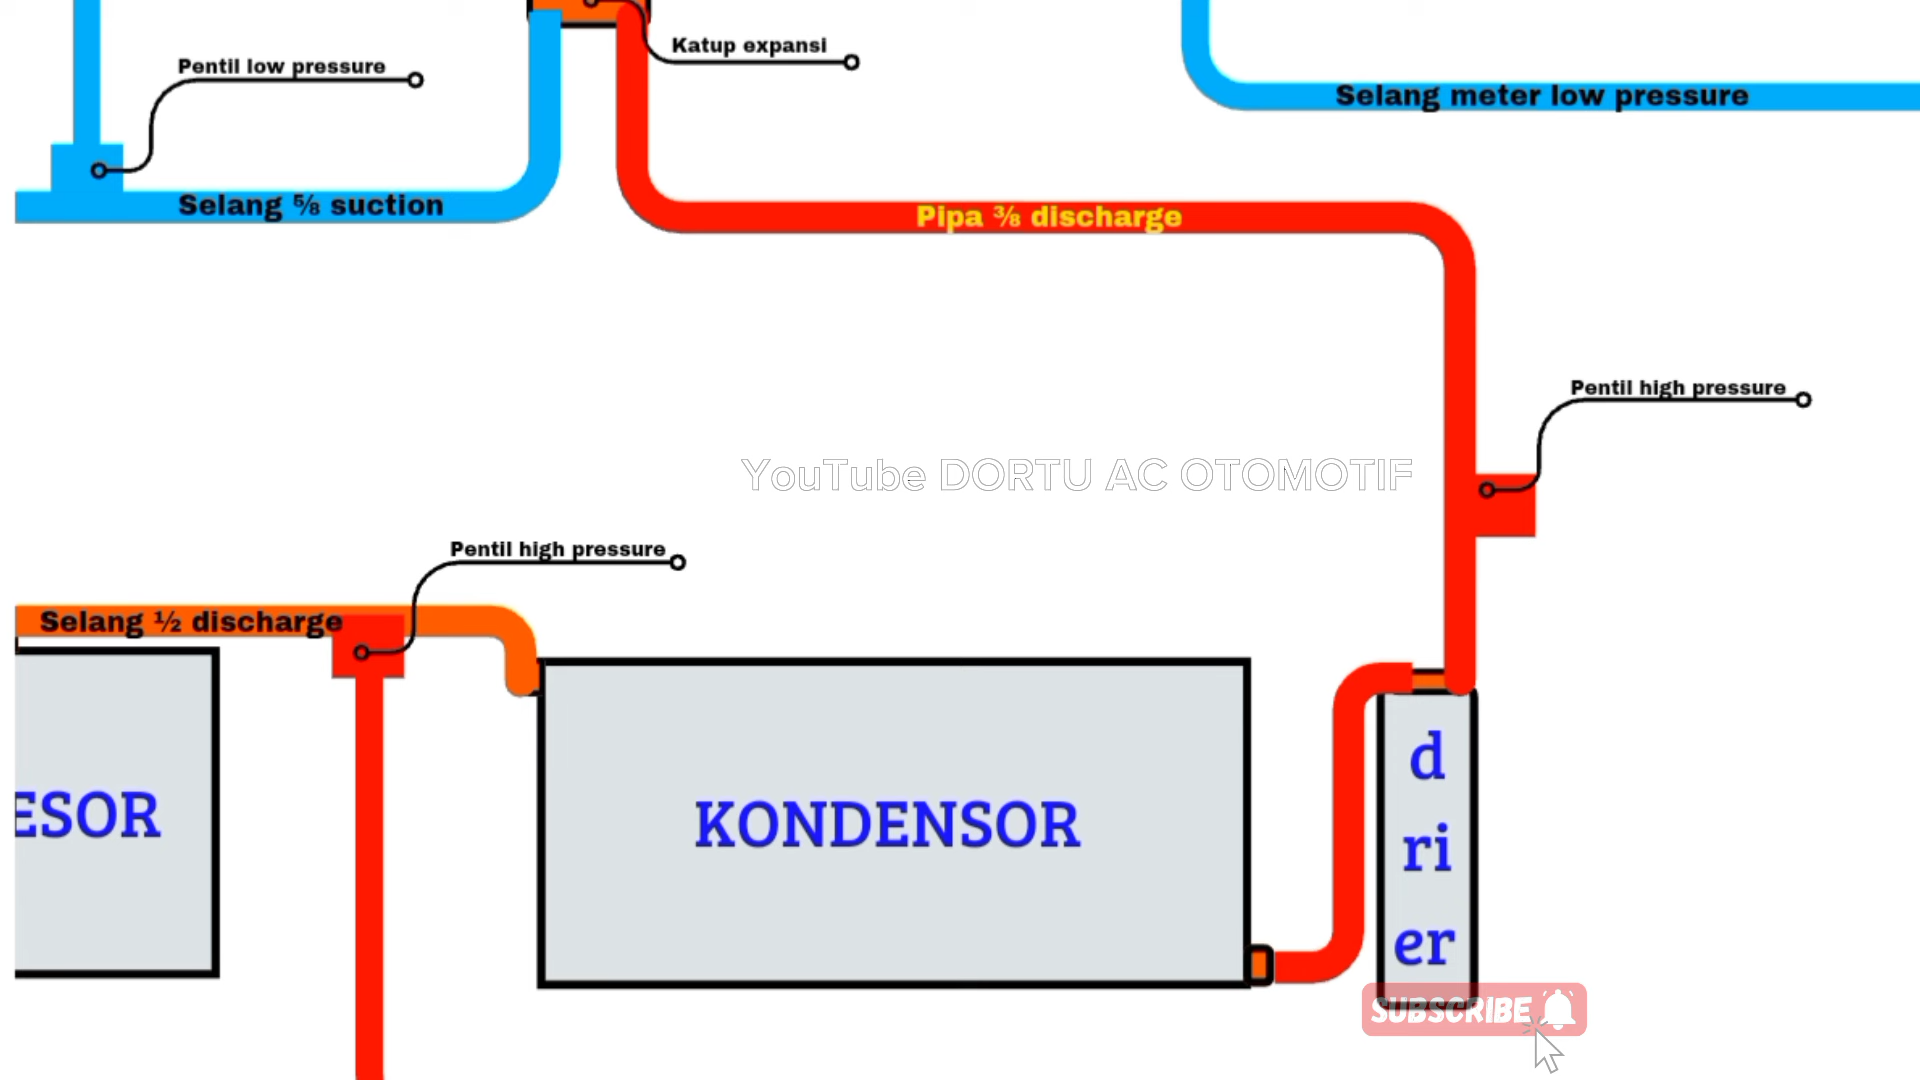 Katup expansi
Pentil low pressure
Selang meter low pressure
Selang ⅝ suction
Pipa ⅜ discharge
Pentil high pressure
YouTube DORTU AC OTOMOTIF
Pentil high pressure
Selang ½ discharge
ESOR
KONDENSOR
d
ri
er
SUBSCRIBE